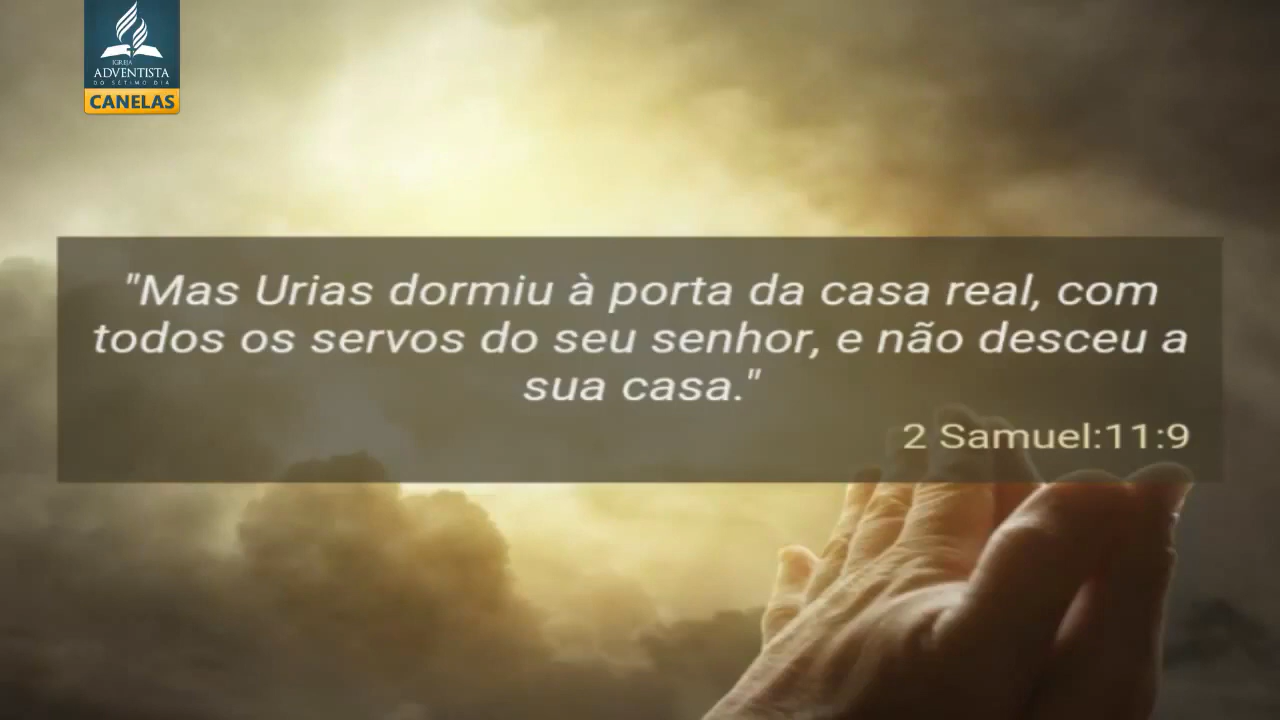 IGREJA
ADVENTISTA
DO SÉTIMO DIA
CANELAS
"Mas Urias dormiu à porta da casa real, com
todos os servos do seu senhor, e não desceu a
sua casa."
2 Samuel:11:9